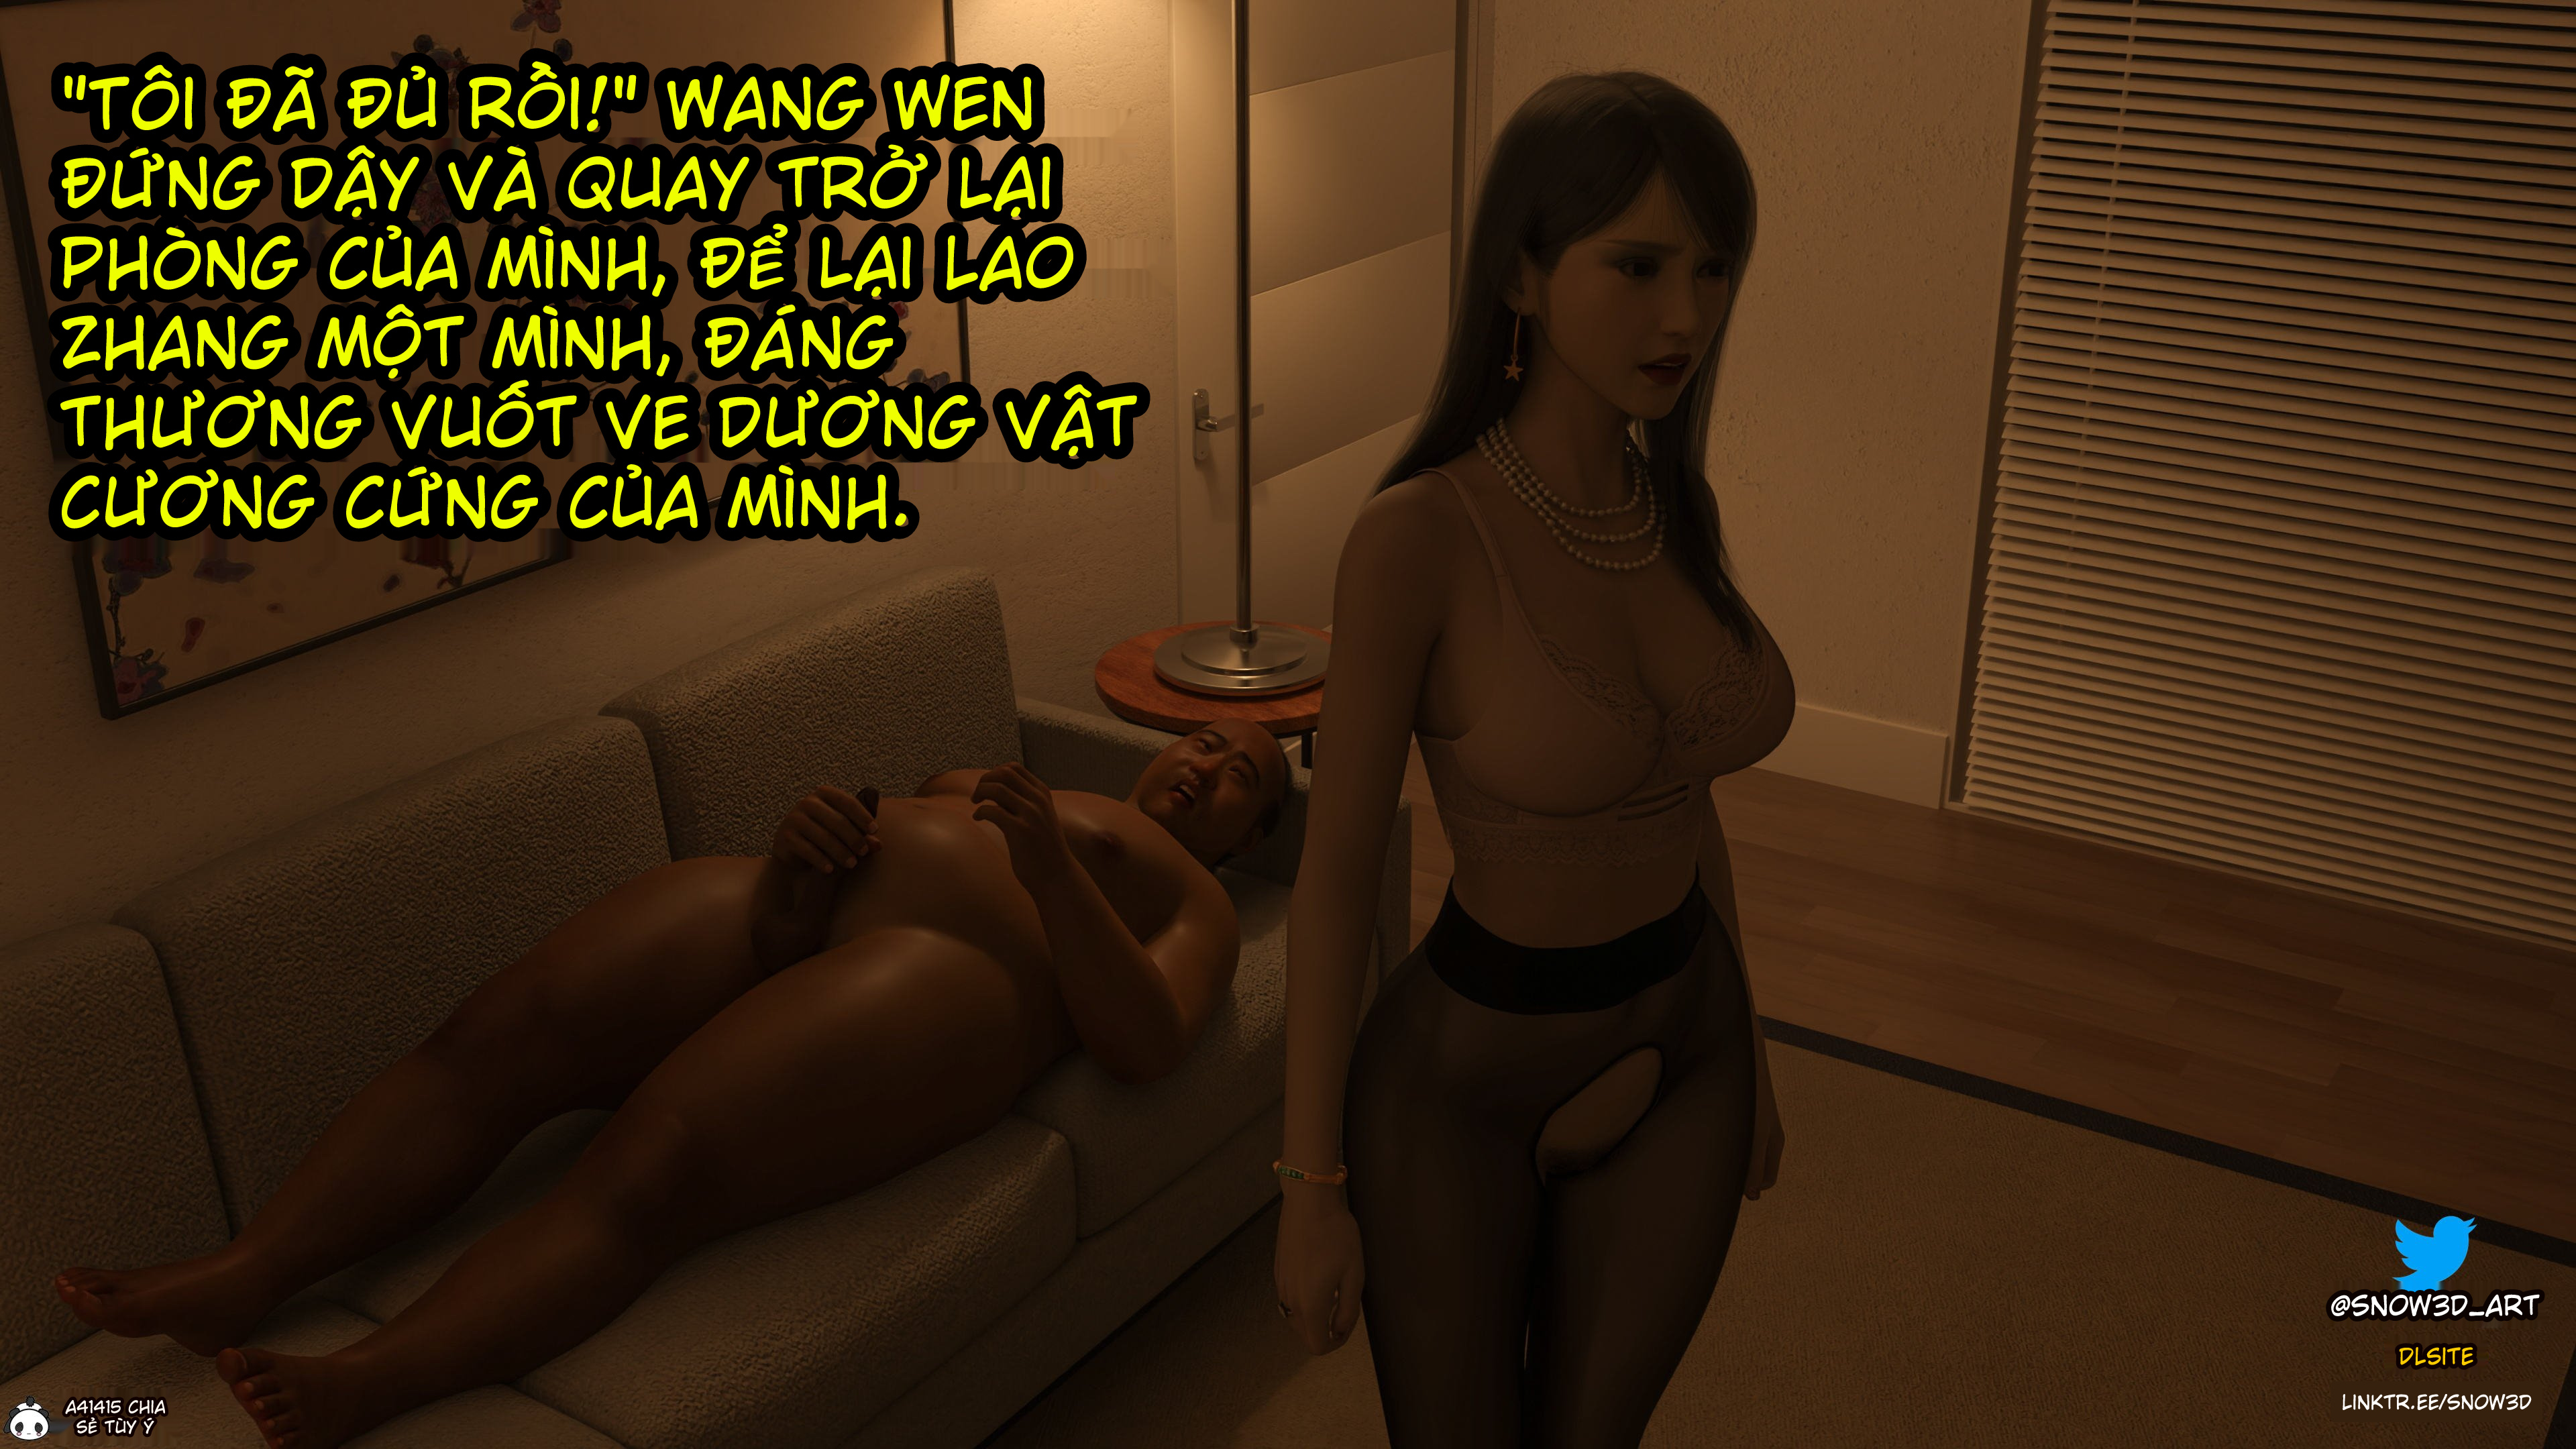 "TÔI ĐÃ ĐỦ RỒI!" WANG WEN
ĐỨNG DẬY VÀ QUAY TRỞ LẠI
PHÒNG CỦA MÌNH, ĐỂ LẠI LAO
ZHANG MỘT MÌNH, ĐÁNG
THƯƠNG VUỐT VE DƯƠNG VẬT
CƯƠNG CỨNG CỦA MÌNH.
@SNOW3D_ART
DLSITE
LINKTR.EE/SNOW3D
A41415 CHIA
SẺ TÙY Ý